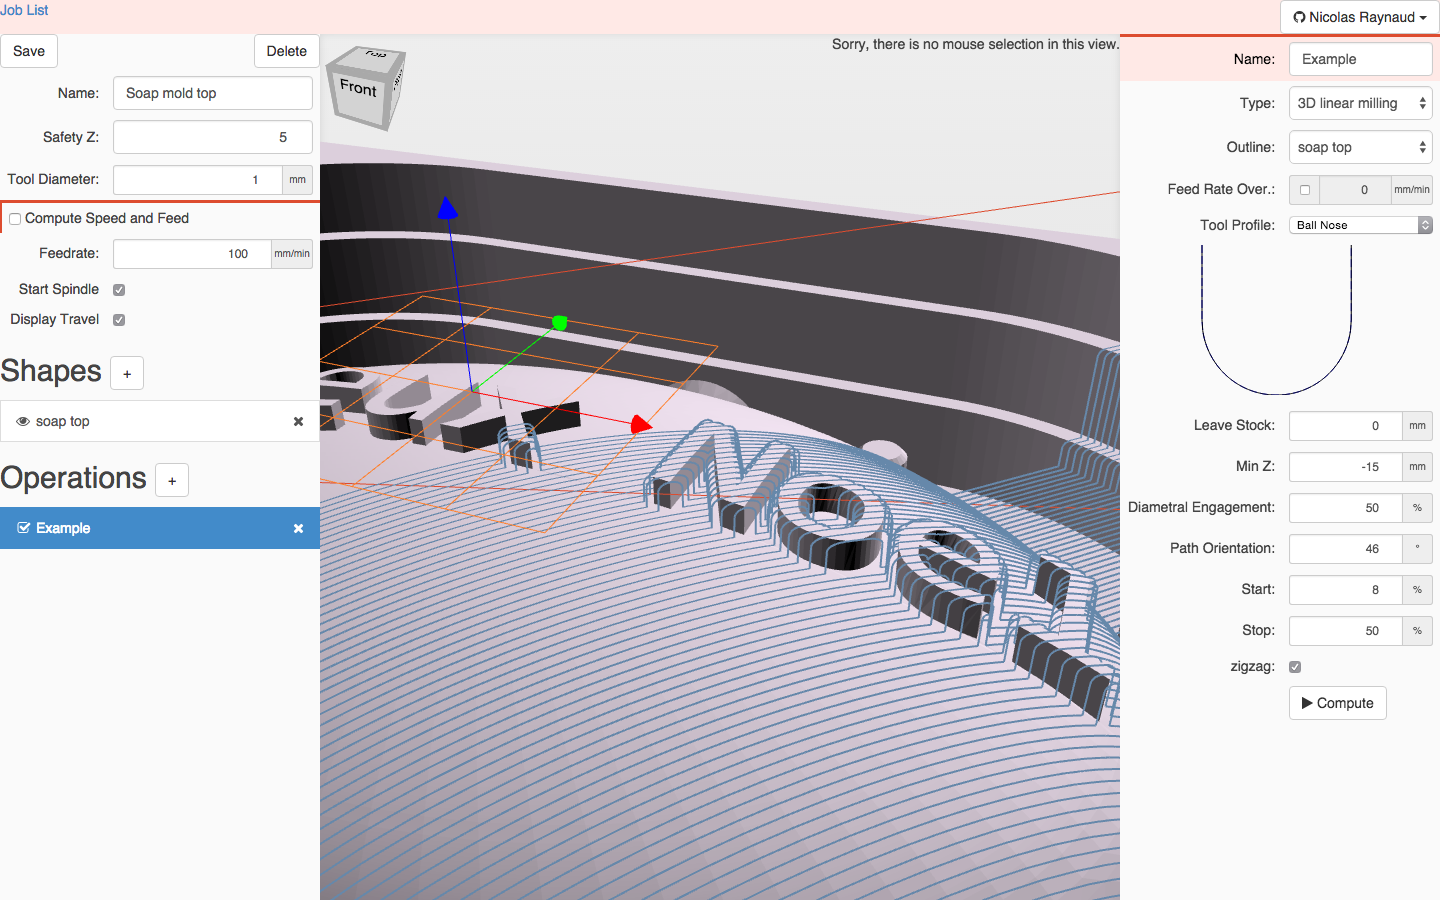 Job List
Nicolas Raynaud
Save
Delete
Name:
Soap mold top
Safety Z:
5
Tool Diameter:
1
mm
Compute Speed and Feed
Feedrate:
100
mm/min
Start Spindle
Display Travel
Shapes
+
soap top
Operations
+
Example
Top
Front
Sorry, there is no mouse selection in this view.
Name:
Example
Type:
3D linear milling
Outline:
soap top
Feed Rate Over.:
0
mm/min
Tool Profile:
Ball Nose
Leave Stock:
0
mm
Min Z:
-15
mm
Diametral Engagement:
50
%
Path Orientation:
46
°
Start:
8
%
Stop:
50
%
zigzag:
Compute